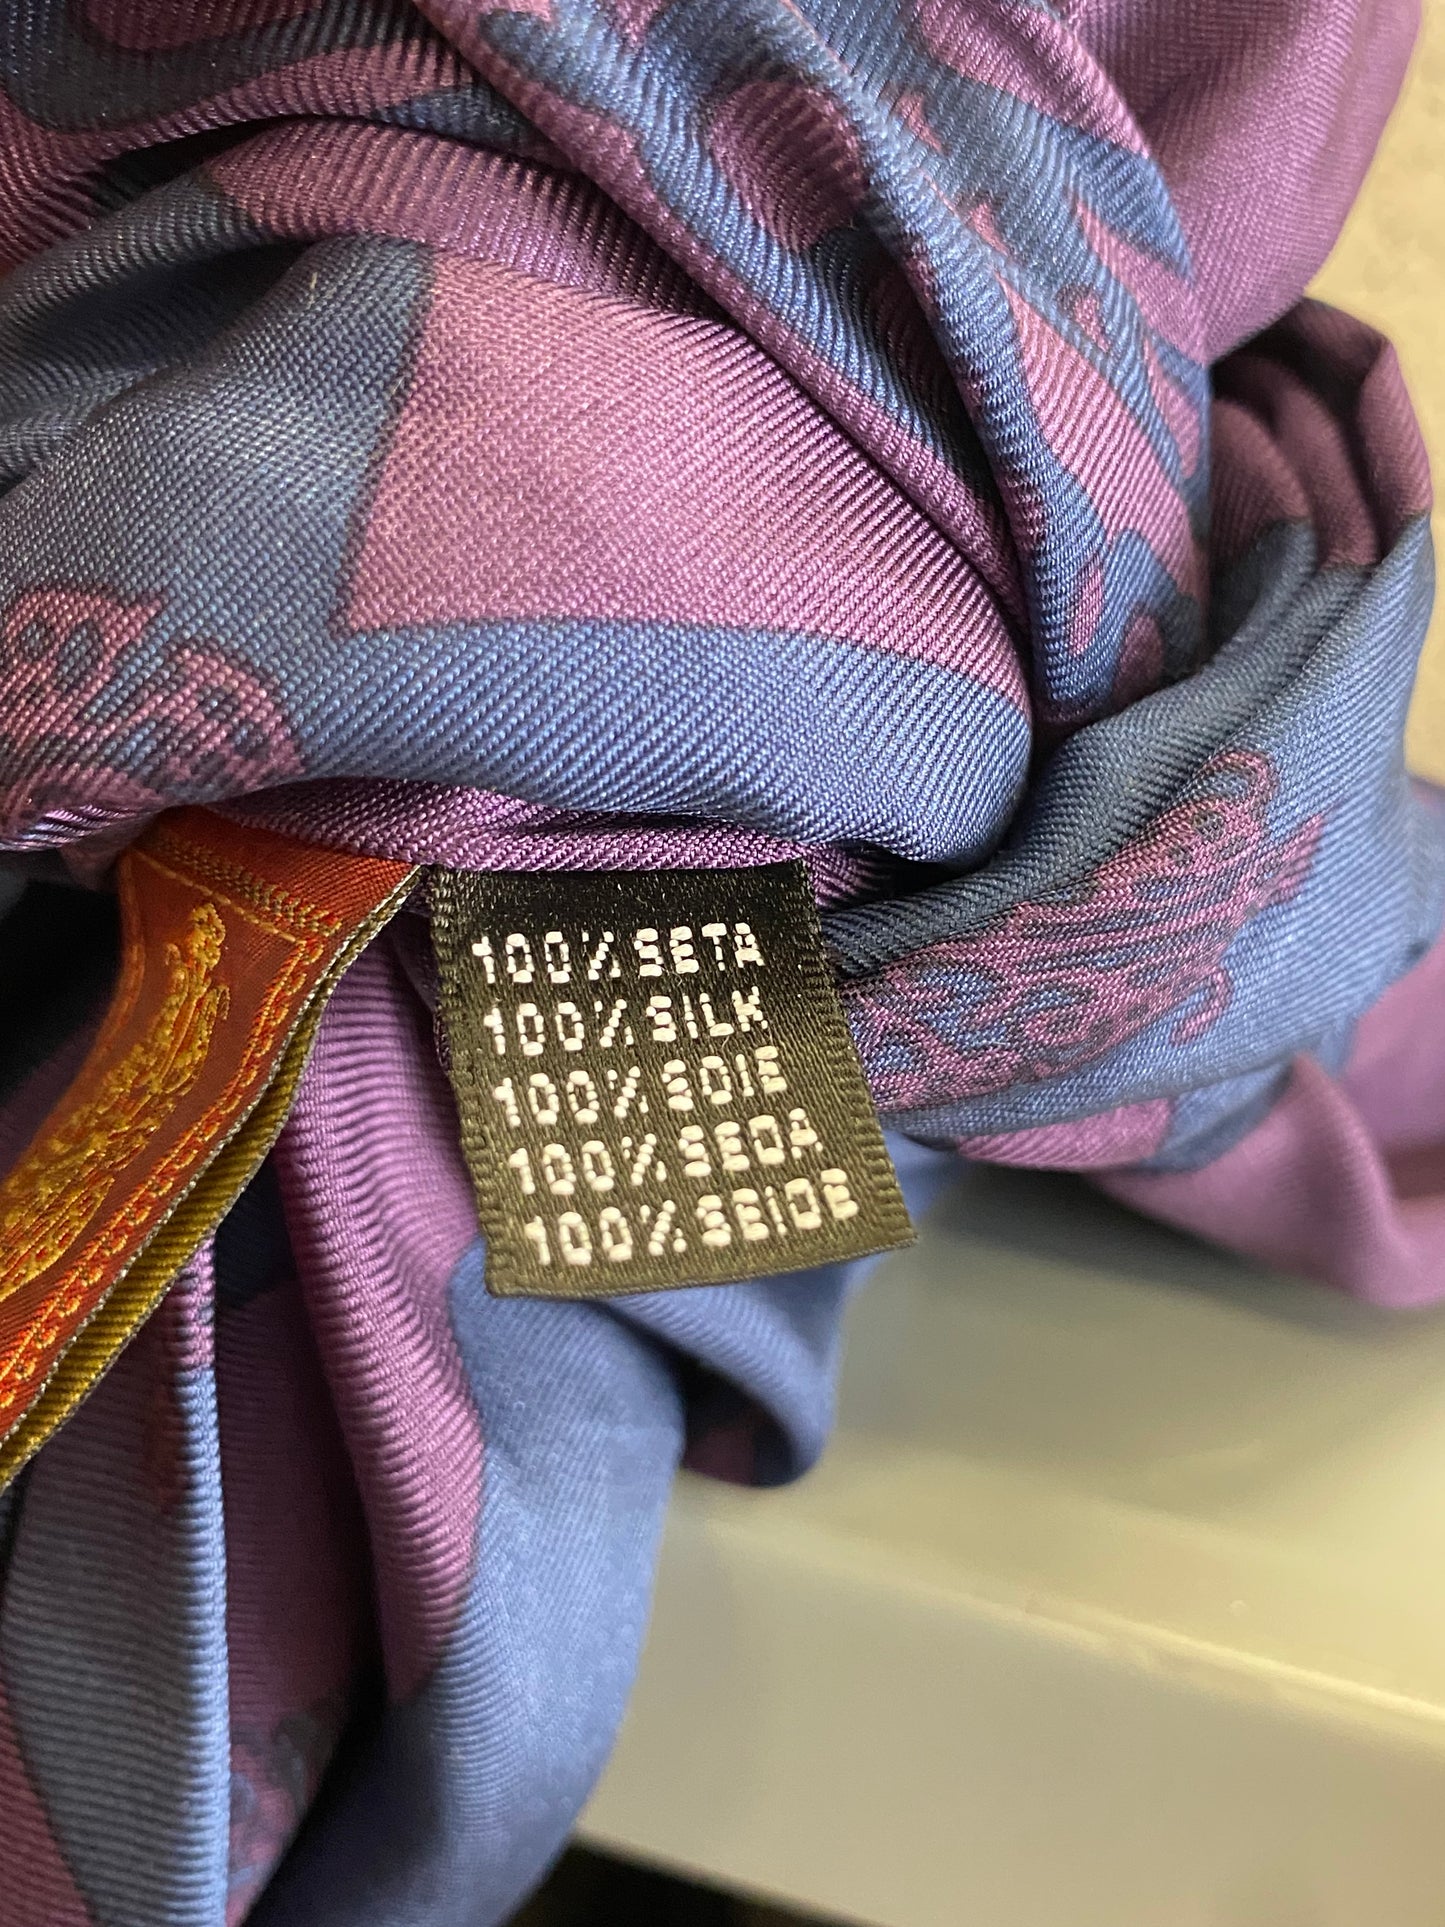 100% SETA
100% SILK
100% SOIE
100% SEDA
100% SEIDE